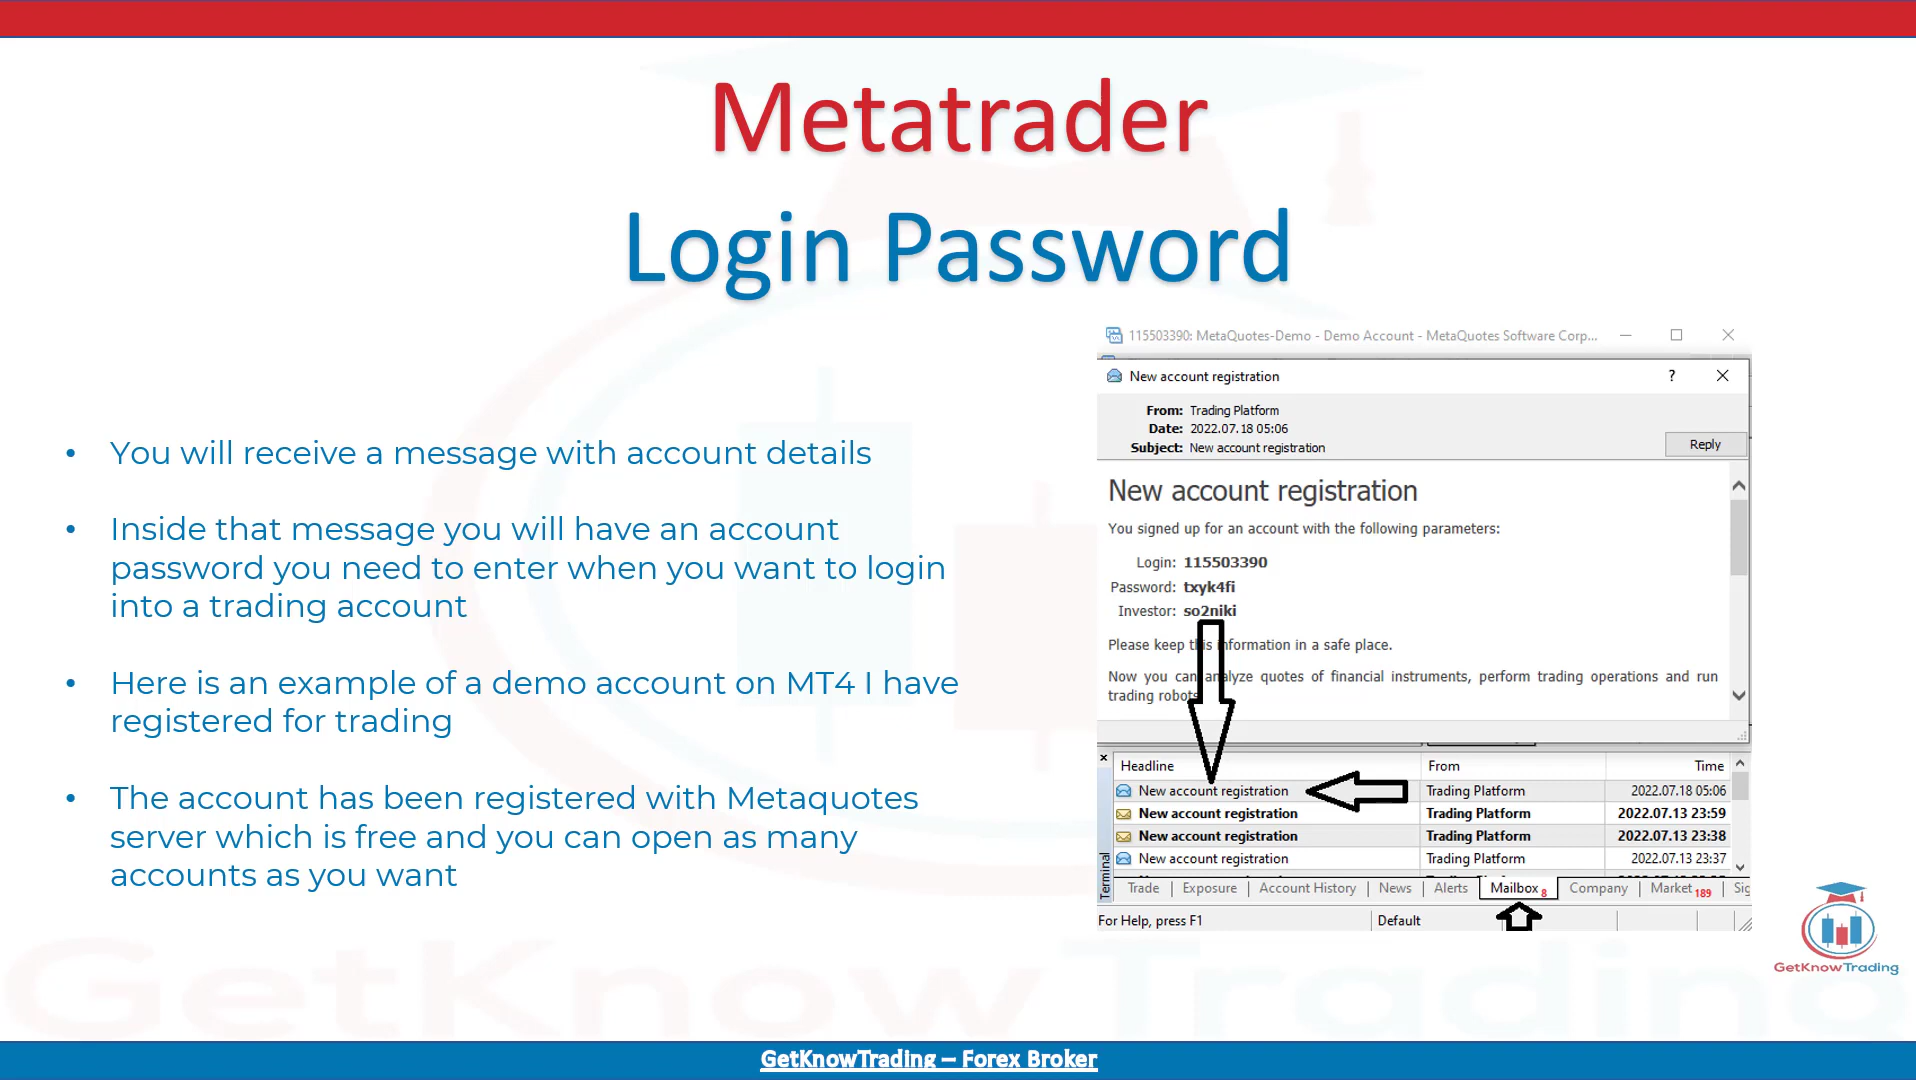 Metatrader
Login Password
• You will receive a message with account details
• Inside that message you will have an account
password you need to enter when you want to login
into a trading account
• Here is an example of a demo account on MT4 I have
registered for trading
• The account has been registered with Metaquotes
server which is free and you can open as many
accounts as you want
115503390: MetaQuotes-Demo - Demo Account - MetaQuotes Software Corp...
New account registration ?
From: Trading Platform
Date: 2022.07.18 05:06
Subject: New account registration
Reply
New account registration
You signed up for an account with the following parameters:
Login: 115503390
Password: txyk4fi
Investor: so2niki
Please keep this information in a safe place.
Now you can analyze quotes of financial instruments, perform trading operations and run
trading robots
Headline From Time
New account registration Trading Platform 2022.07.18 05:06
New account registration Trading Platform 2022.07.13 23:59
New account registration Trading Platform 2022.07.13 23:38
New account registration Trading Platform 2022.07.13 23:37
Terminal
Trade | Exposure | Account History | News | Alerts | Mailbox 8 | Company | Market 189 | Sig
For Help, press F1 Default
GetKnowTrading
GetKnow Trading
GetKnowTrading – Forex Broker